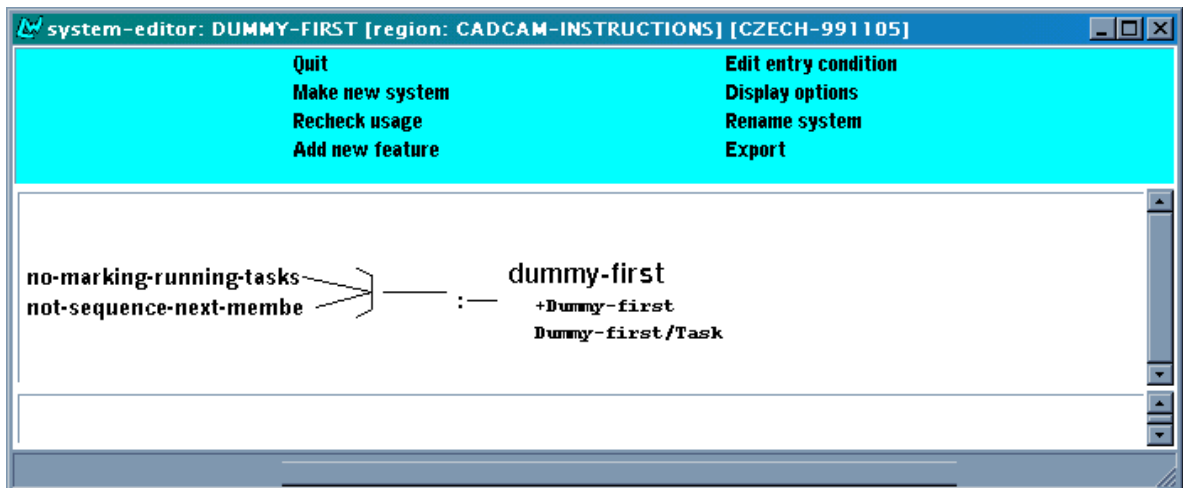 system-editor: DUMMY-FIRST [region: CADCAM-INSTRUCTIONS] [CZECH-991105]
Quit
Make new system
Recheck usage
Add new feature
Edit entry condition
Display options
Rename system
Export
no-marking-running-tasks
not-sequence-next-membe
:
dummy-first
+Dummy-first
Dummy-first/Task